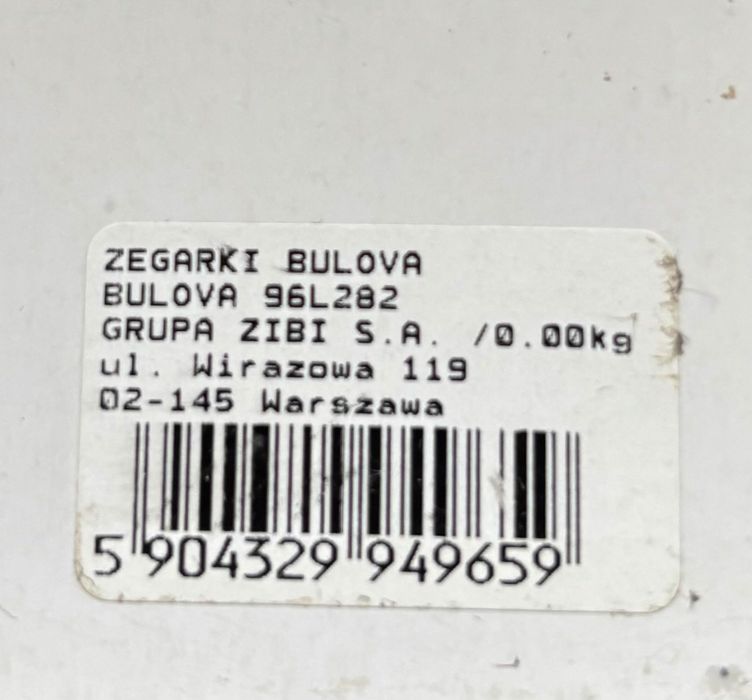 ZEGARKI BULOVA
BULOVA 96L282
GRUPA ZIBI S.A. /0.00kg
ul. Wirazowa 119
02-145 Warszawa
5 904329 949659